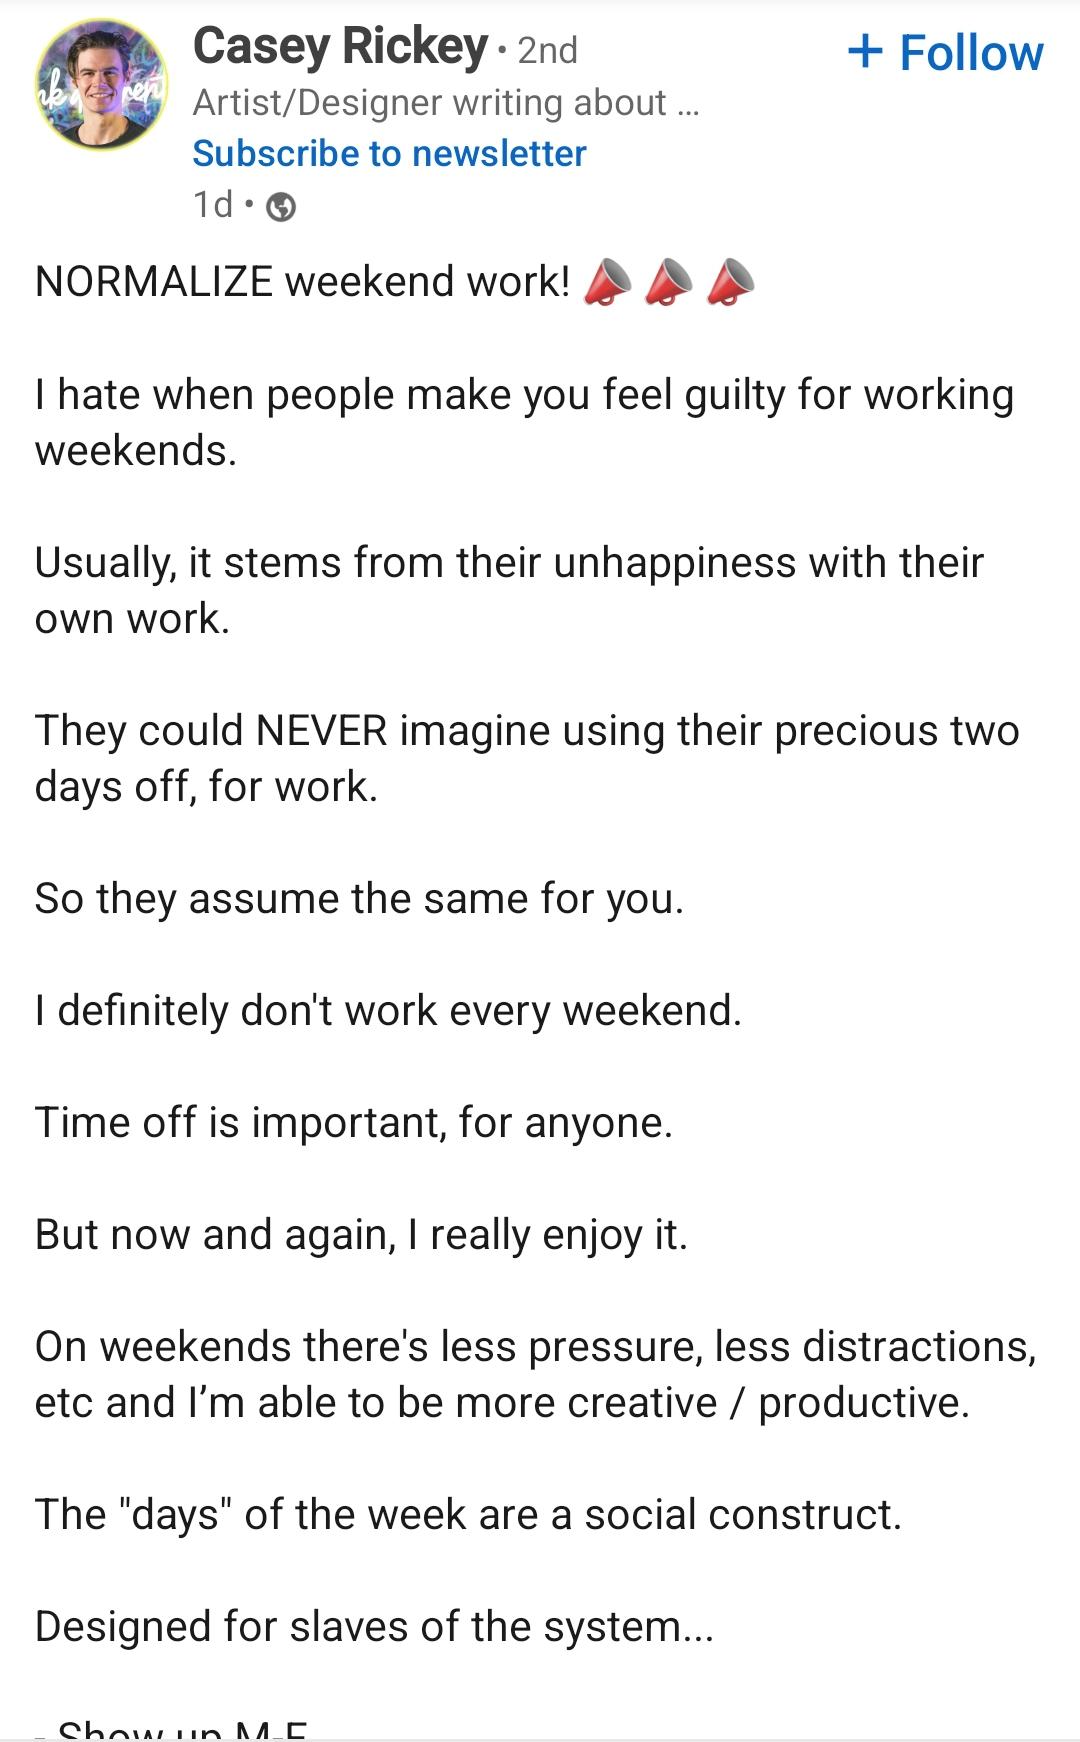 Casey Rickey • 2nd
+ Follow
Artist/Designer writing about ...
Subscribe to newsletter
1d •
NORMALIZE weekend work! 📣 📣 📣
I hate when people make you feel guilty for working
weekends.
Usually, it stems from their unhappiness with their
own work.
They could NEVER imagine using their precious two
days off, for work.
So they assume the same for you.
I definitely don't work every weekend.
Time off is important, for anyone.
But now and again, I really enjoy it.
On weekends there's less pressure, less distractions,
etc and I’m able to be more creative / productive.
The "days" of the week are a social construct.
Designed for slaves of the system...
- Show up M-F